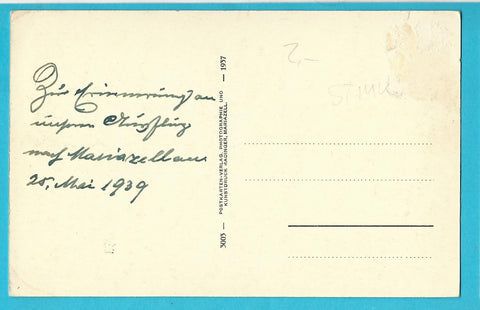 Zur Erinnerung an
unseren Ausflug
nach Mariazell am
25. Mai 1939
3005 — POSTKARTEN-VERLAG, PHOTOGRAPHIE UND — 1937
KUNSTDRUCK RADINGER, MARIAZELL.
2,-